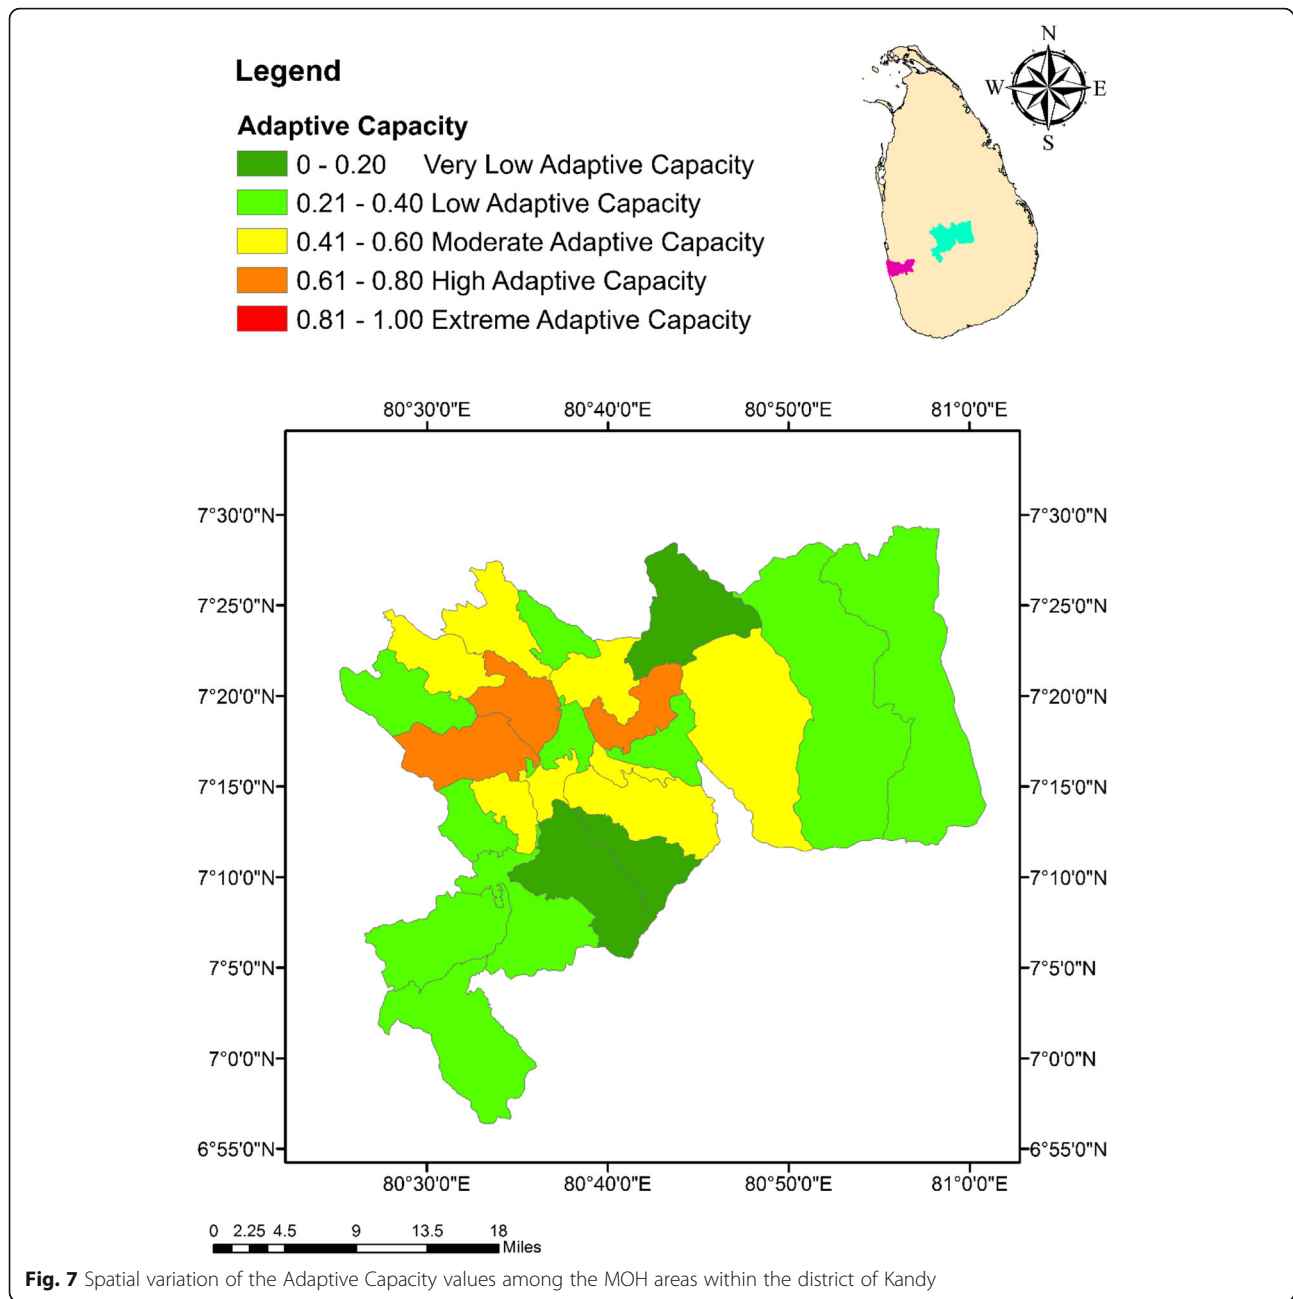 Legend
N
W E
S
Adaptive Capacity
0 - 0.20 Very Low Adaptive Capacity
0.21 - 0.40 Low Adaptive Capacity
0.41 - 0.60 Moderate Adaptive Capacity
0.61 - 0.80 High Adaptive Capacity
0.81 - 1.00 Extreme Adaptive Capacity
80°30'0"E 80°40'0"E 80°50'0"E 81°0'0"E
7°30'0"N 7°30'0"N
7°25'0"N 7°25'0"N
7°20'0"N 7°20'0"N
7°15'0"N 7°15'0"N
7°10'0"N 7°10'0"N
7°5'0"N 7°5'0"N
7°0'0"N 7°0'0"N
6°55'0"N 6°55'0"N
80°30'0"E 80°40'0"E 80°50'0"E 81°0'0"E
0 2.25 4.5 9 13.5 18
Miles
Fig. 7 Spatial variation of the Adaptive Capacity values among the MOH areas within the district of Kandy